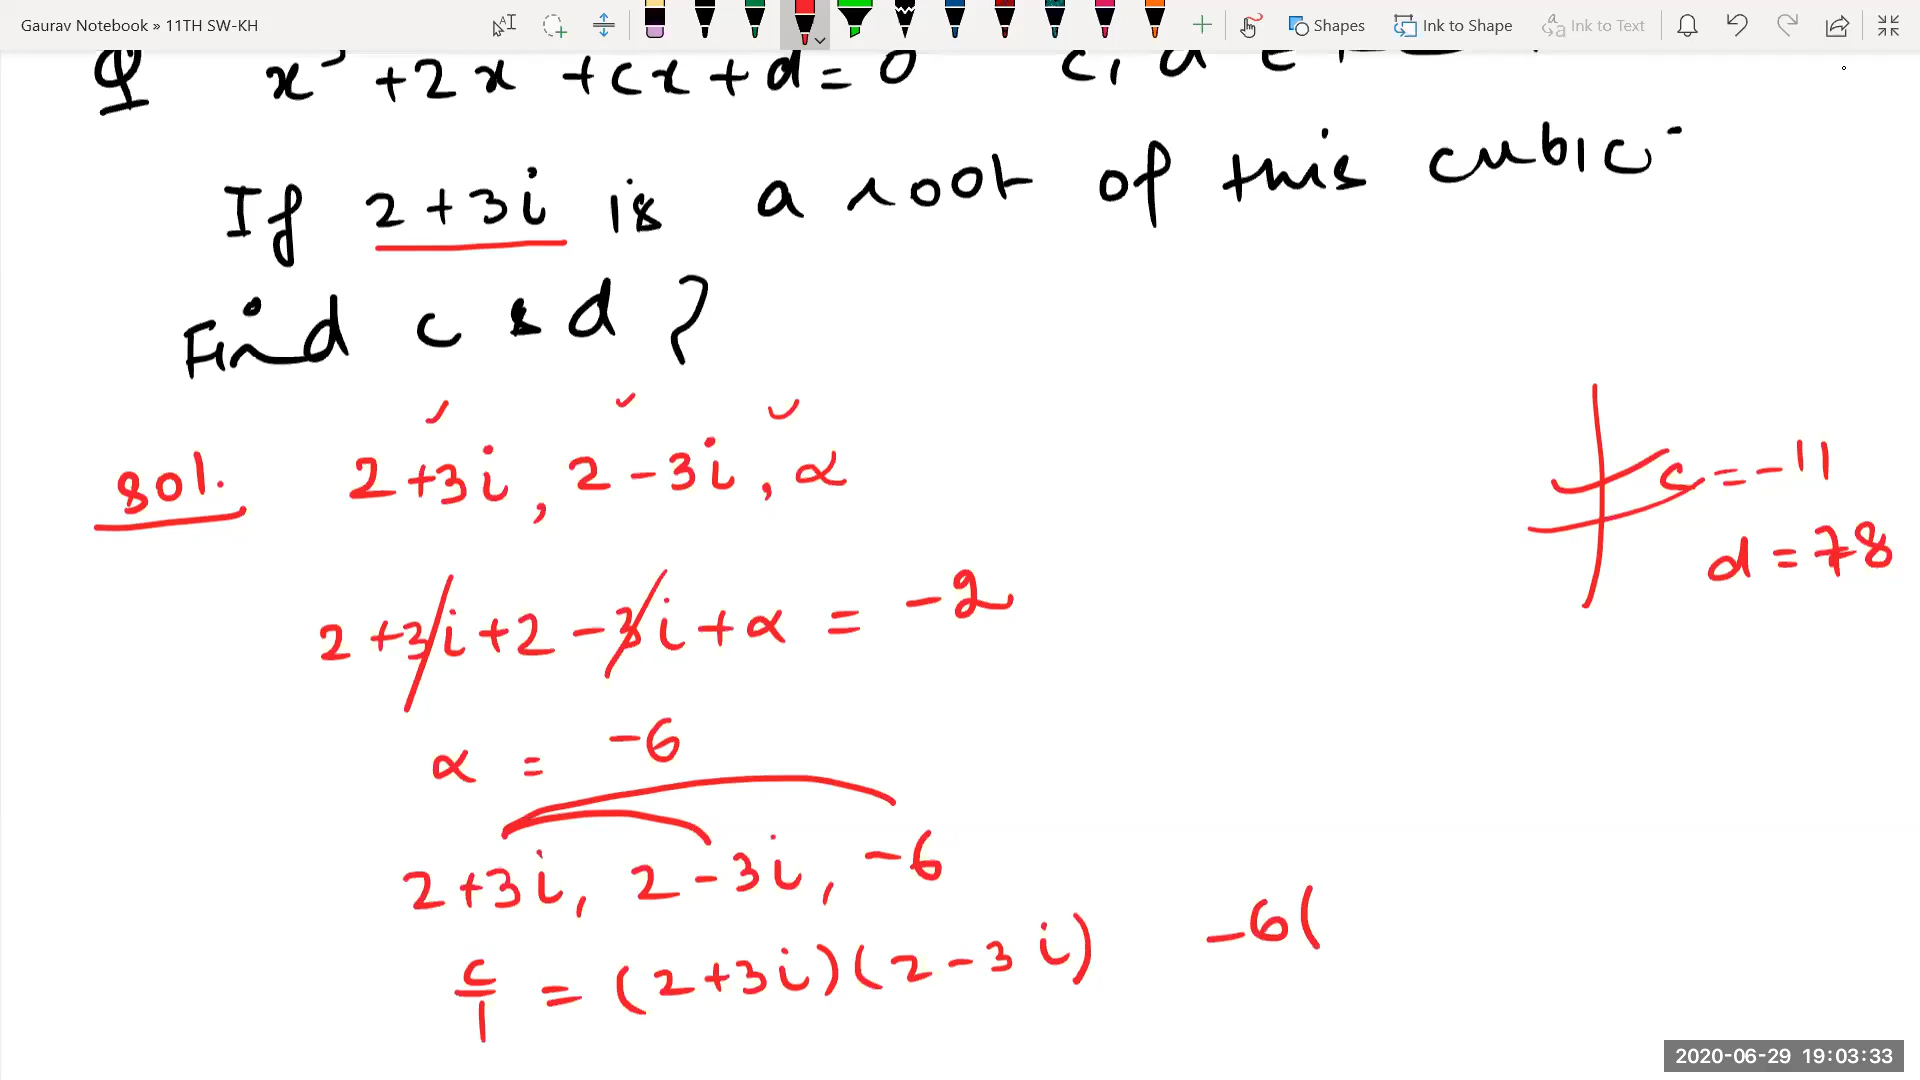 Gaurav Notebook » 11TH SW-KH
Shapes Ink to Shape Ink to Text
Q x³ +2x +cx + d = 0 c, d ∈
If 2+3i is a root of this cubic
Find c & d ?
sol. 2+3i, 2-3i, α
c = -11
d = 78
2+3i+2-3i+α = -2
α = -6
2+3i, 2-3i, -6
c/1 = (2+3i)(2-3i) -6(
2020-06-29 19:03:33